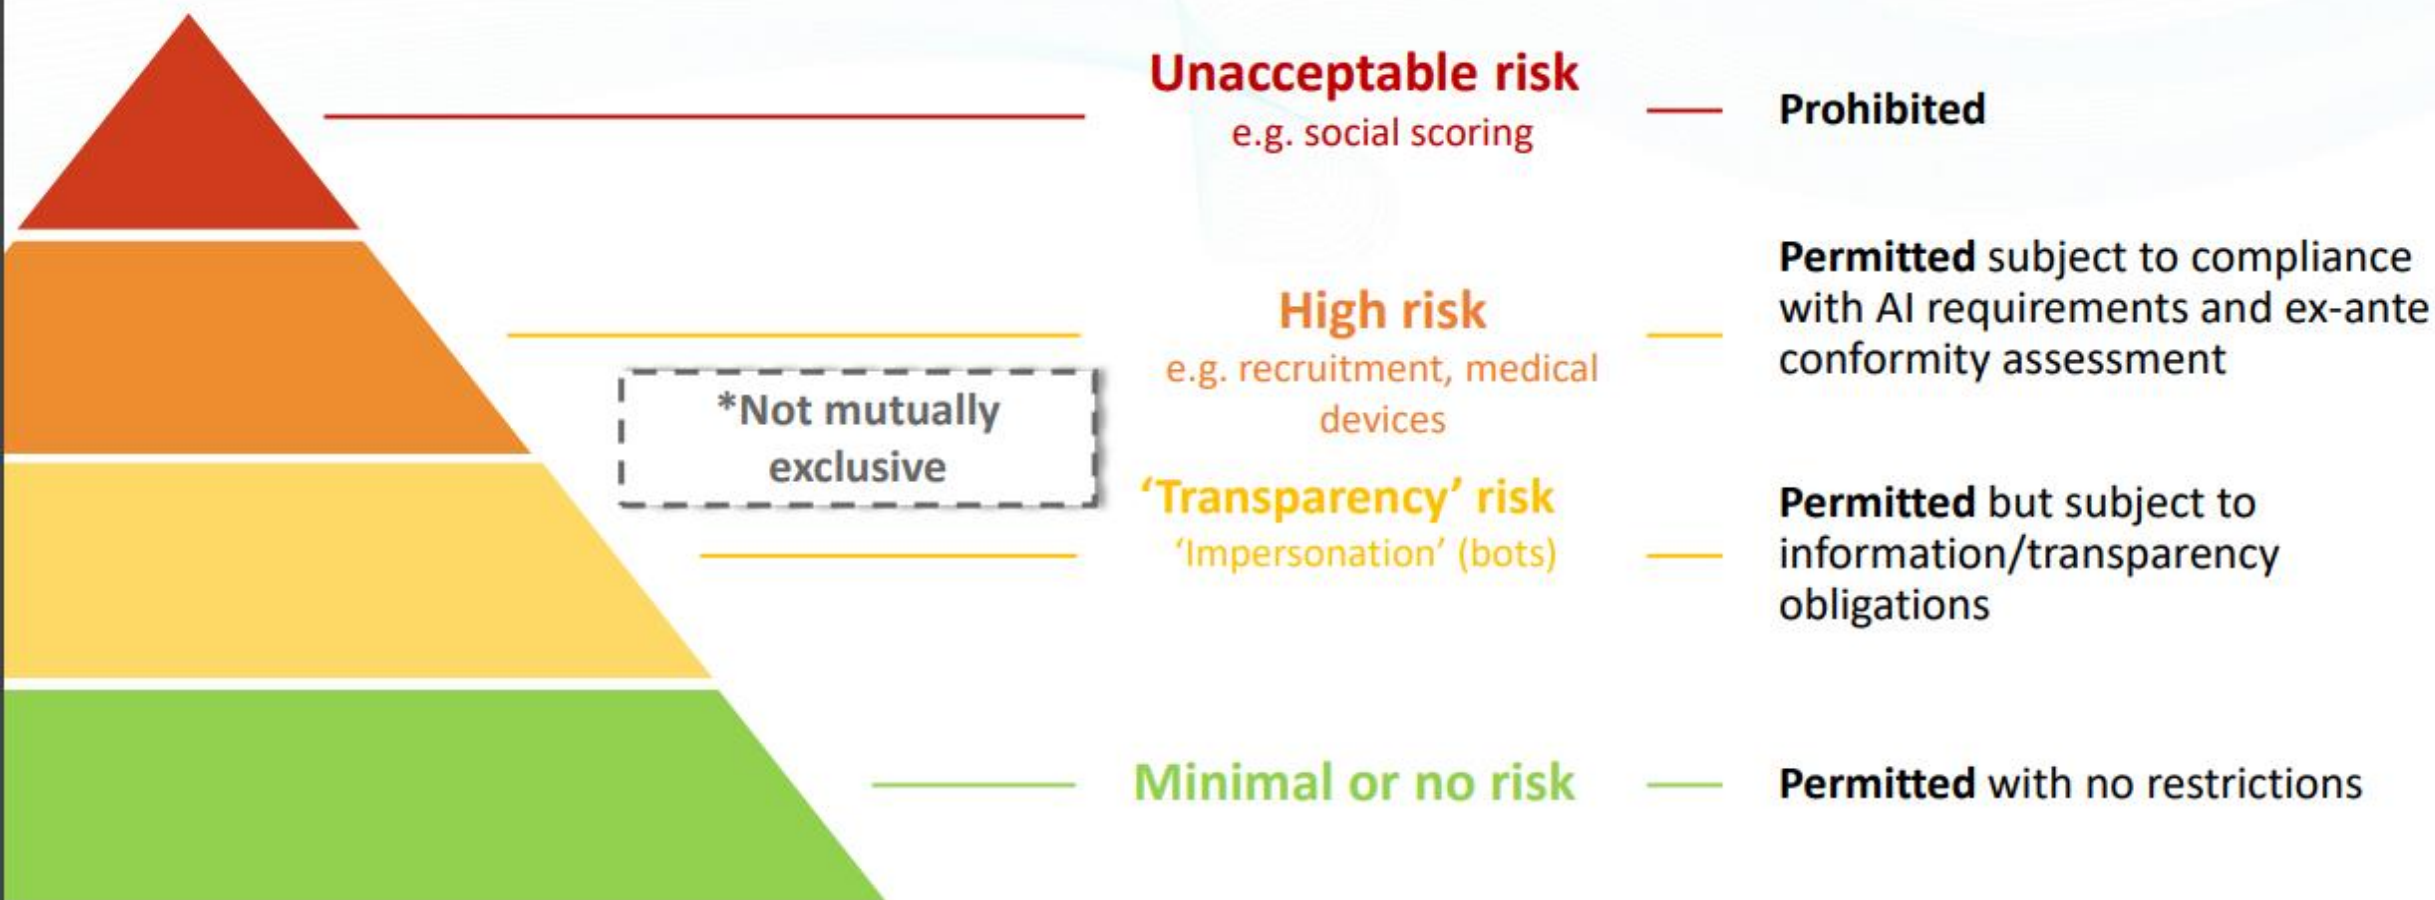 Unacceptable risk
e.g. social scoring
Prohibited
High risk
e.g. recruitment, medical
devices
Permitted subject to compliance
with AI requirements and ex-ante
conformity assessment
*Not mutually
exclusive
‘Transparency’ risk
‘Impersonation’ (bots)
Permitted but subject to
information/transparency
obligations
Minimal or no risk
Permitted with no restrictions